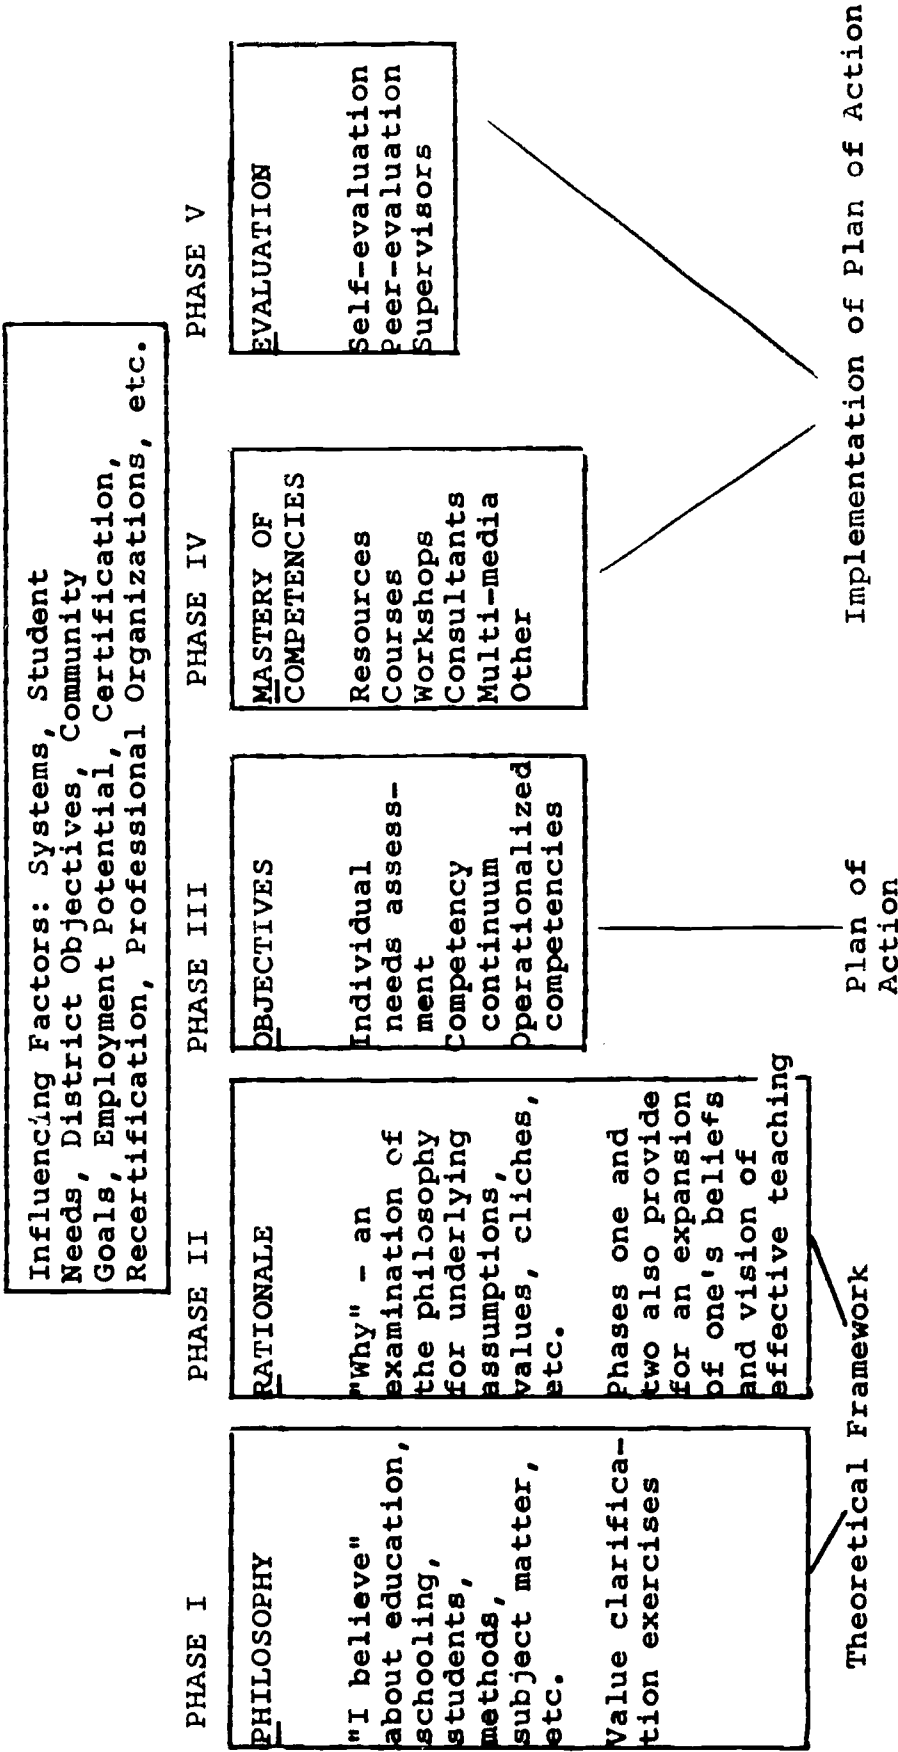 Influencing Factors: Systems, Student
Needs, District Objectives, Community
Goals, Employment Potential, Certification,
Recertification, Professional Organizations, etc.
PHASE I
PHILOSOPHY
"I believe"
about education,
schooling,
students,
methods,
subject matter,
etc.
Value clarifica-
tion exercises
PHASE II
RATIONALE
"Why" - an
examination of
the philosophy
for underlying
assumptions,
values, cliches,
etc.
Phases one and
two also provide
for an expansion
of one's beliefs
and vision of
effective teaching
Theoretical Framework
PHASE III
OBJECTIVES
Individual
needs assess-
ment
Competency
continuum
Operationalized
competencies
Plan of
Action
PHASE IV
MASTERY OF
COMPETENCIES
Resources
Courses
Workshops
Consultants
Multi-media
Other
PHASE V
EVALUATION
Self-evaluation
Peer-evaluation
Supervisors
Implementation of Plan of Action